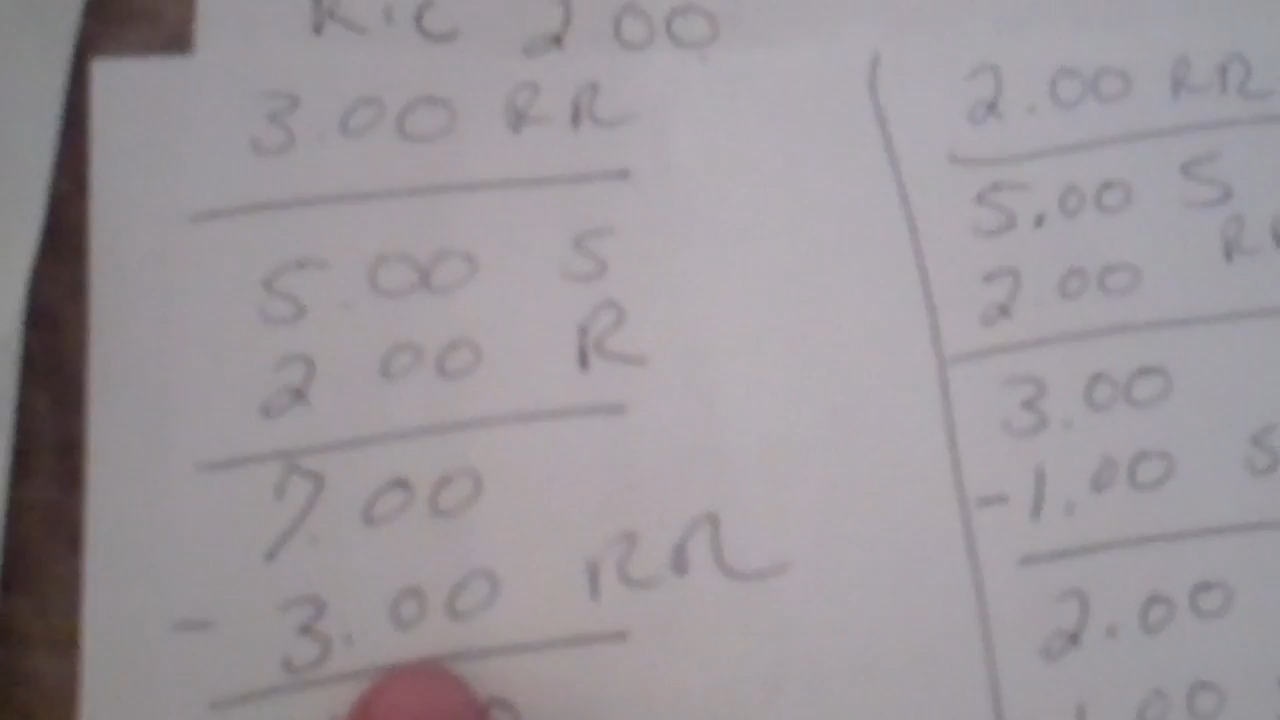 R.C 200
3.00 RR
5.00 S
2 00 R
7.00
- 3.00 RR
2.00 RR
5.00 S
2 00
3.00
-1.00 S
2.00